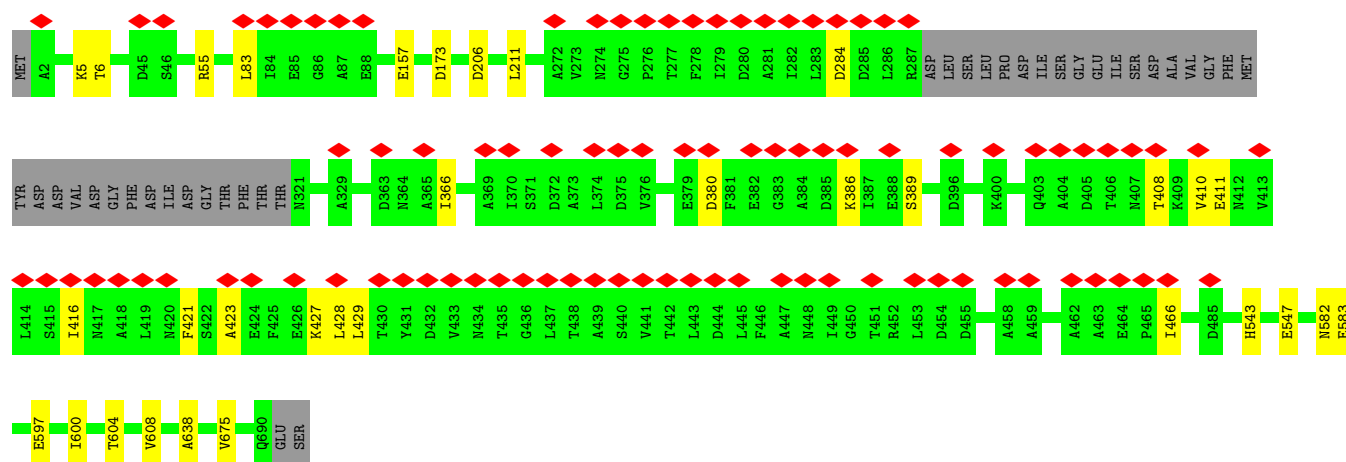 MET A2 K5 T6 D45 S46 R55 L83 I84 E85 G86 A87 E88 E157 D173 D206 L211 A272 V273 N274 G275 P276 T277 F278 I279 D280 A281 I282 L283 D284 D285 L286 R287 ASP LEU SER LEU PRO ASP ILE SER GLY GLU ILE SER ASP ALA VAL GLY PHE MET
TYR ASP ASP VAL ASP GLY PHE ASP ILE ASP GLY THR PHE THR THR N321 A329 D363 N364 A365 I366 A369 I370 S371 D372 A373 L374 D375 V376 E379 D380 F381 E382 G383 A384 D385 K386 I387 E388 S389 D396 K400 Q403 A404 D405 T406 N407 T408 K409 V410 E411 N412 V413
L414 S415 I416 N417 A418 L419 N420 F421 S422 A423 E424 F425 E426 K427 L428 L429 T430 Y431 D432 V433 N434 T435 G436 L437 T438 A439 S440 V441 T442 L443 D444 L445 F446 A447 N448 I449 G450 T451 R452 L453 D454 D455 A458 A459 A462 A463 E464 P465 I466 D485 H543 E547 N582 E583
E597 I600 T604 V608 A638 V675 Q690 GLU SER